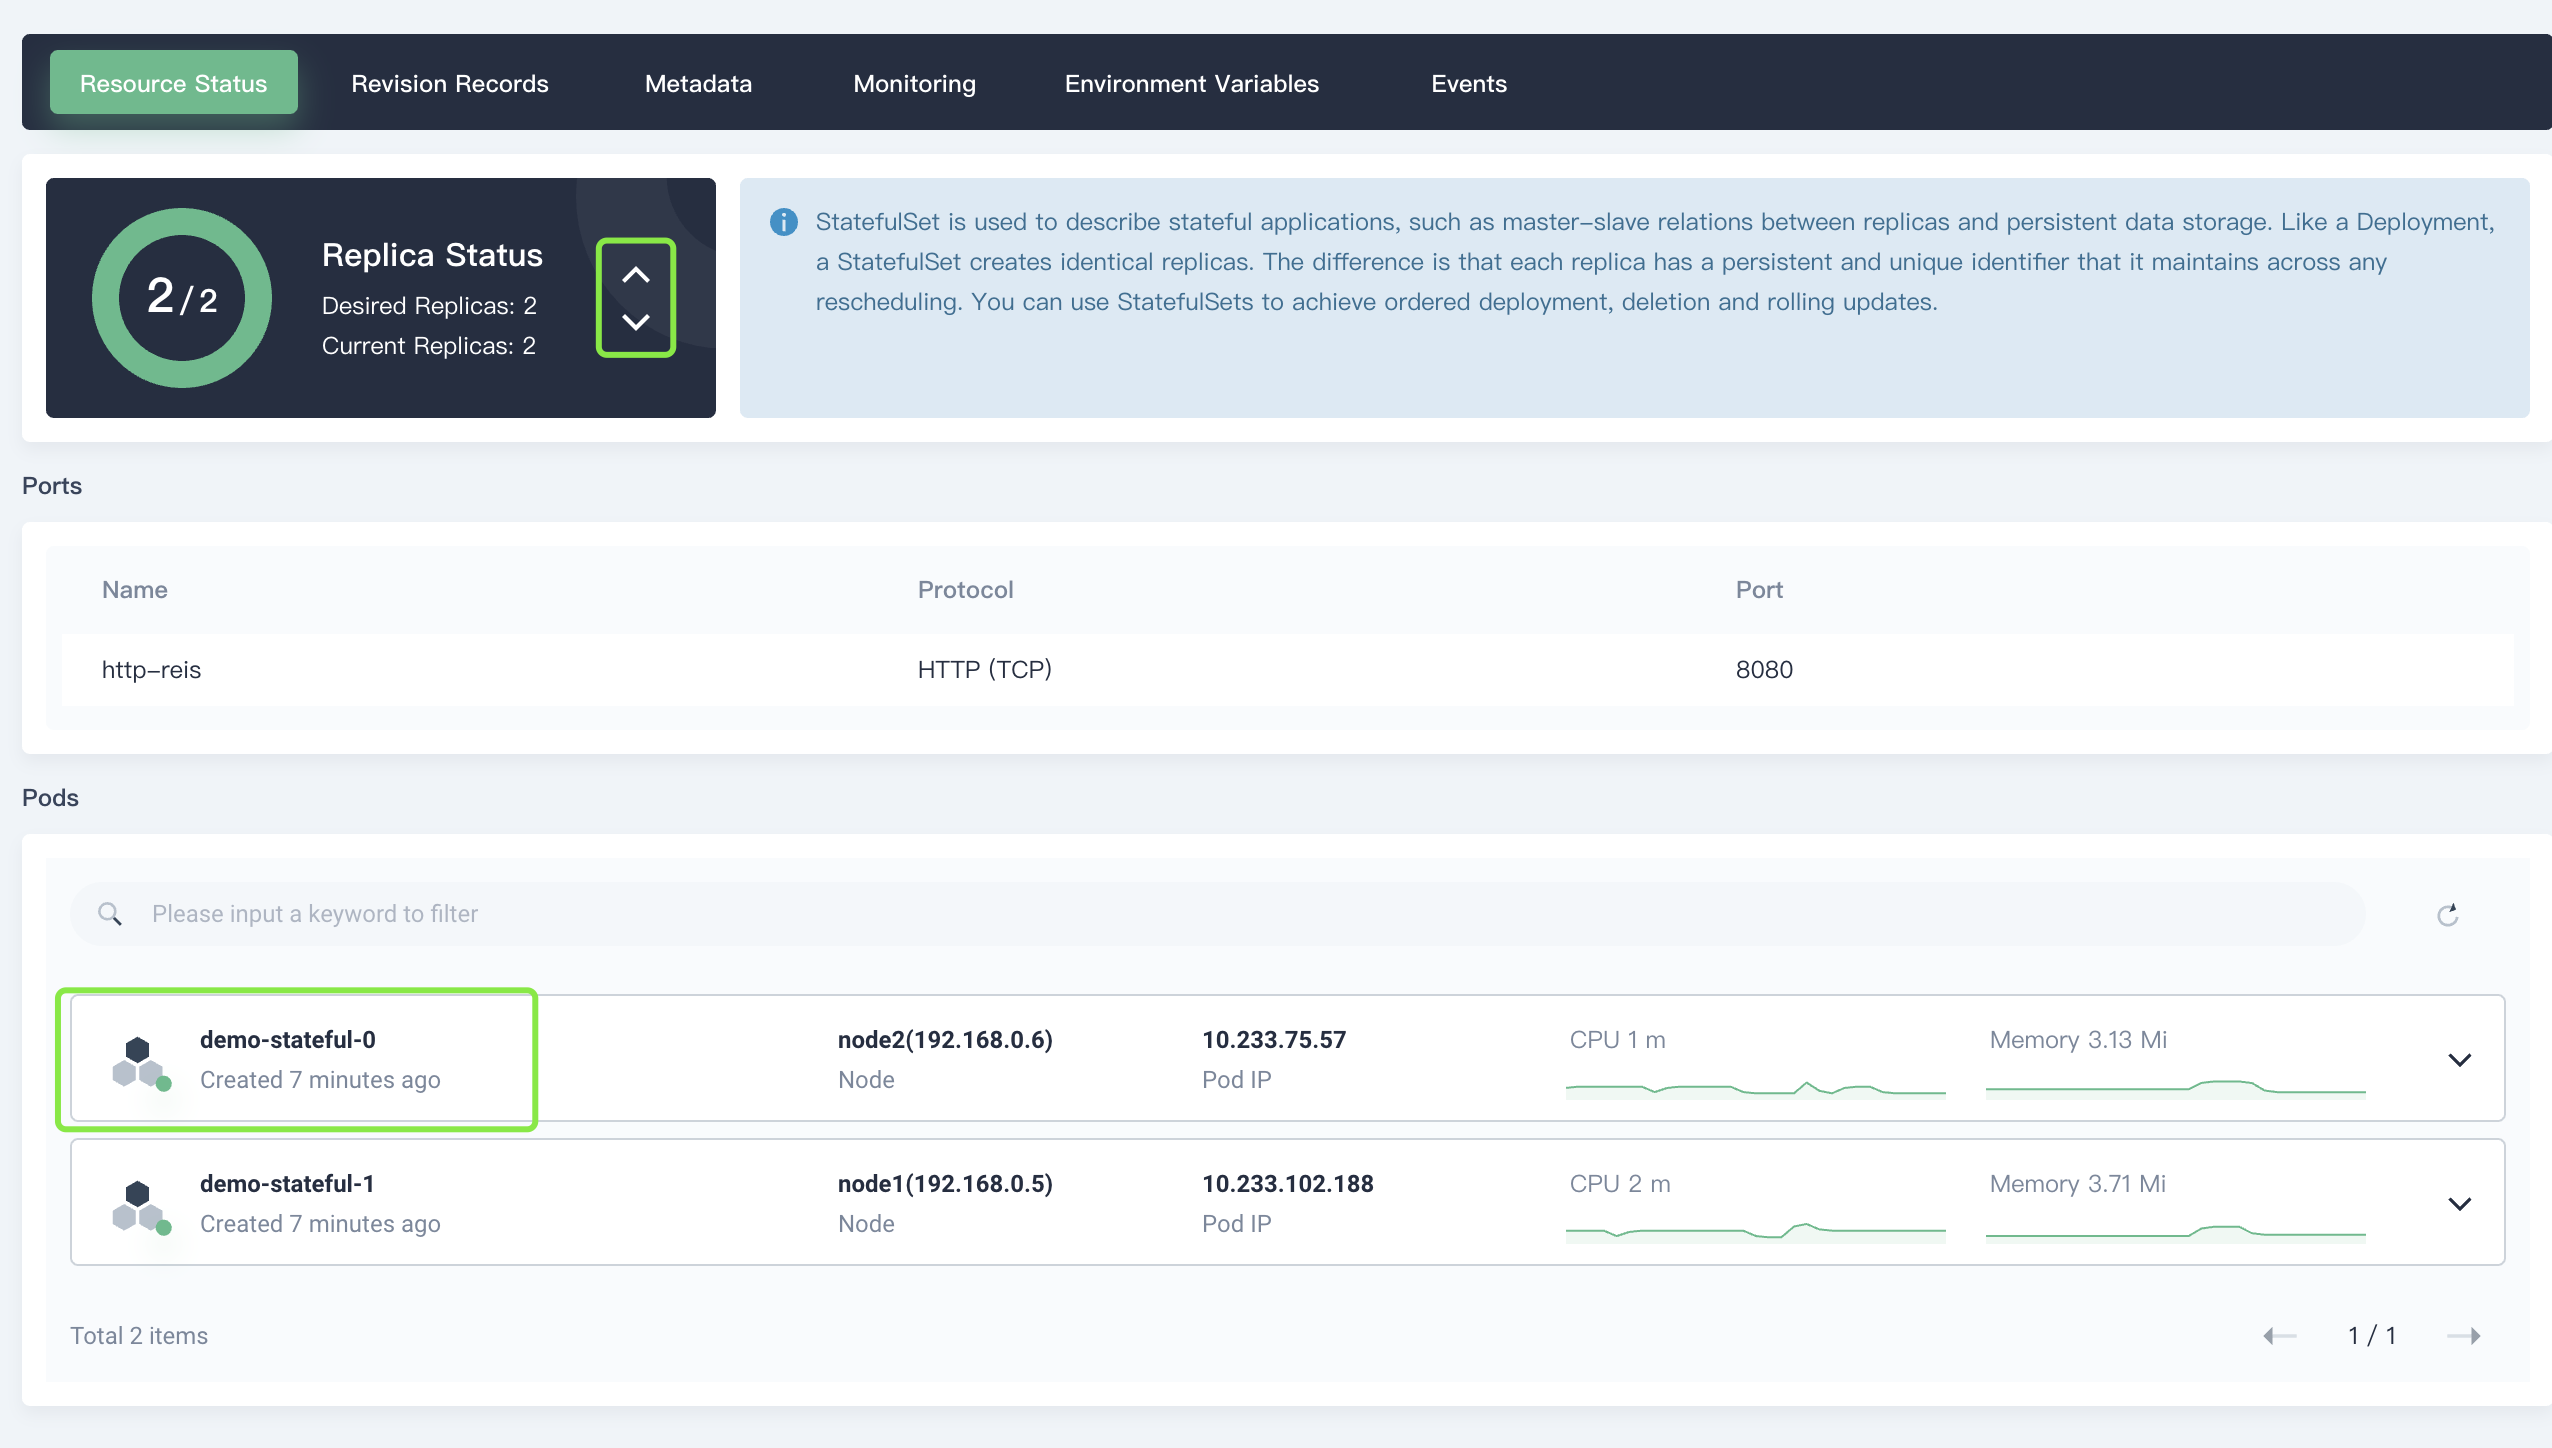 Resource Status Revision Records Metadata Monitoring Environment Variables Events
2/2
Replica Status
Desired Replicas: 2
Current Replicas: 2
StatefulSet is used to describe stateful applications, such as master-slave relations between replicas and persistent data storage. Like a Deployment,
a StatefulSet creates identical replicas. The difference is that each replica has a persistent and unique identifier that it maintains across any
rescheduling. You can use StatefulSets to achieve ordered deployment, deletion and rolling updates.
Ports
Name Protocol Port
http-reis HTTP (TCP) 8080
Pods
Please input a keyword to filter
demo-stateful-0 node2(192.168.0.6) 10.233.75.57 CPU 1 m Memory 3.13 Mi
Created 7 minutes ago Node Pod IP
demo-stateful-1 node1(192.168.0.5) 10.233.102.188 CPU 2 m Memory 3.71 Mi
Created 7 minutes ago Node Pod IP
Total 2 items 1 / 1